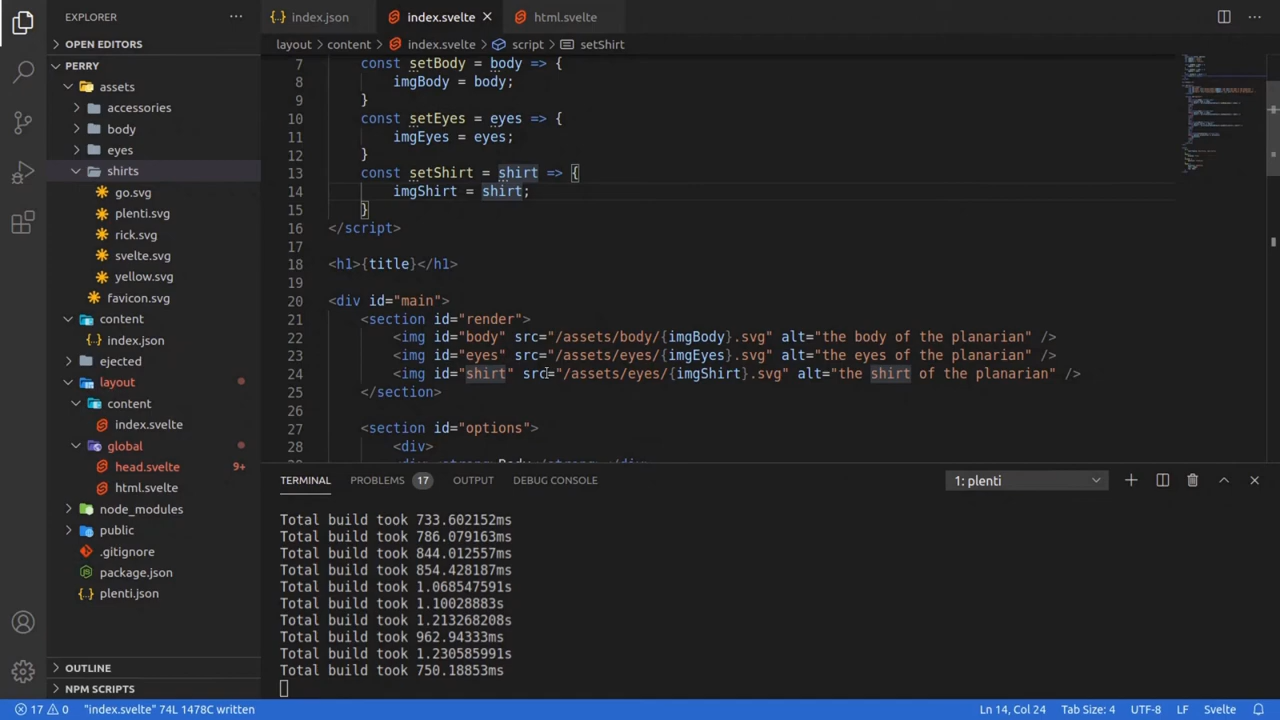 EXPLORER
OPEN EDITORS
PERRY
assets
accessories
body
eyes
shirts
go.svg
plenti.svg
rick.svg
svelte.svg
yellow.svg
favicon.svg
content
index.json
ejected
layout
content
index.svelte
global
head.svelte 9+
html.svelte
node_modules
public
.gitignore
package.json
plenti.json
OUTLINE
NPM SCRIPTS
index.json
index.svelte
html.svelte
layout > content > index.svelte > script > setShirt
7 const setBody = body => {
8 imgBody = body;
9 }
10 const setEyes = eyes => {
11 imgEyes = eyes;
12 }
13 const setShirt = shirt => {
14 imgShirt = shirt;
15 }
16 </script>
17
18 <h1>{title}</h1>
19
20 <div id="main">
21 <section id="render">
22 <img id="body" src="/assets/body/{imgBody}.svg" alt="the body of the planarian" />
23 <img id="eyes" src="/assets/eyes/{imgEyes}.svg" alt="the eyes of the planarian" />
24 <img id="shirt" src="/assets/eyes/{imgShirt}.svg" alt="the shirt of the planarian" />
25 </section>
26
27 <section id="options">
28 <div>
TERMINAL PROBLEMS 17 OUTPUT DEBUG CONSOLE 1: plenti
Total build took 733.602152ms
Total build took 786.079163ms
Total build took 844.012557ms
Total build took 854.428187ms
Total build took 1.068547591s
Total build took 1.10028883s
Total build took 1.213268208s
Total build took 962.94333ms
Total build took 1.230585991s
Total build took 750.18853ms
17 0 "index.svelte" 74L 1478C written Ln 14, Col 24 Tab Size: 4 UTF-8 LF Svelte